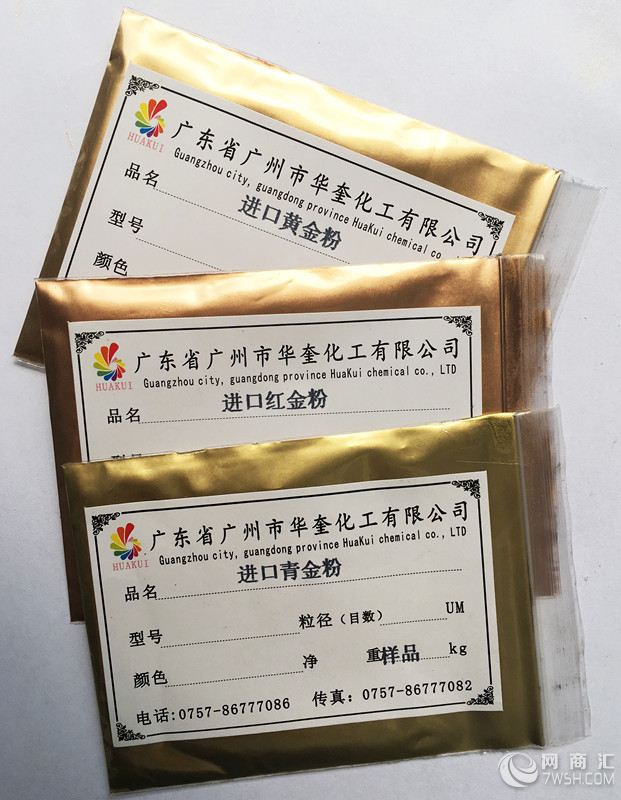 HUAKUI
广东省广州市华奎化工有限公司
Guangzhou city, guangdong province HuaKui chemical co.
品名 进口黄金粉
型号
颜色
HUAKUI
广东省广州市华奎化工有限公司
Guangzhou city, guangdong province HuaKui chemical co., LTD
品名 进口红金粉
HUAKUI
广东省广州市华奎化工有限公司
Guangzhou city, guangdong province HuaKui chemical co., LTD
品名 进口青金粉
型号 粒径（目数） UM
颜色 净 重样品 kg
电话:0757-86777086 传真: 0757-86777082
网商汇
7WSH.COM